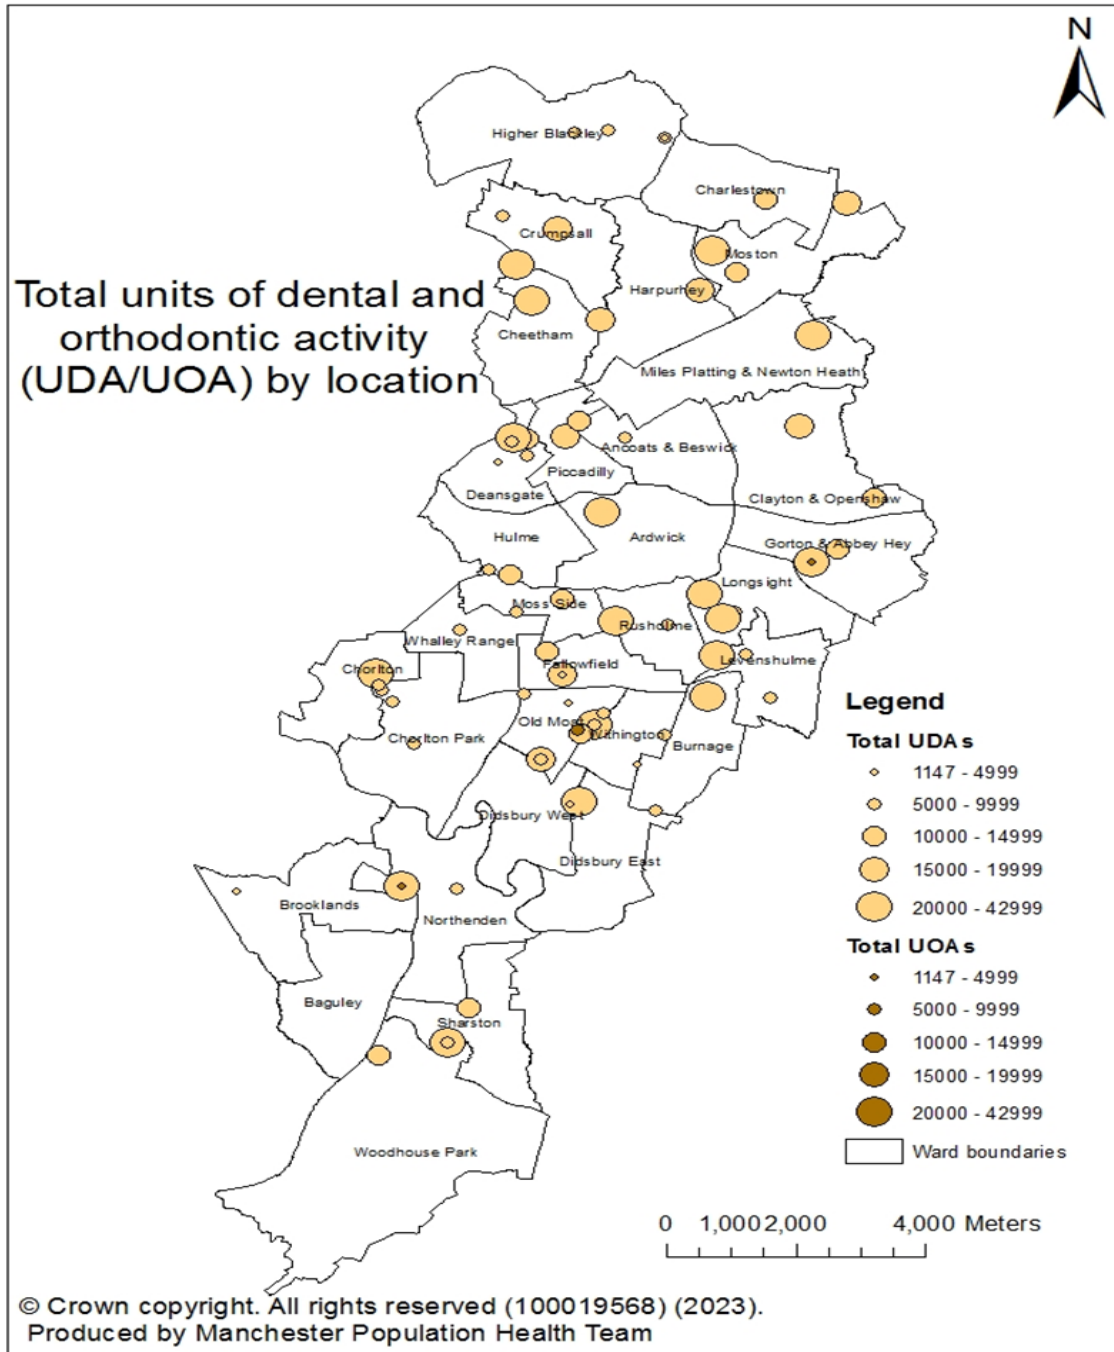 N
Higher Blackley
Charlestown
Crumpsall
Moston
Total units of dental and
orthodontic activity
(UDA/UOA) by location
Harpurhey
Cheetham
Miles Platting & Newton Heath
Ancoats & Beswick
Piccadilly
Deansgate
Clayton & Openshaw
Hulme
Ardwick
Gorton & Abbey Hey
Longsight
Moss Side
Rusholme
Whalley Range
Fallowfield
Levenshulme
Chorlton
Old Moat
Withington
Chorlton Park
Burnage
Didsbury West
Didsbury East
Brooklands
Northenden
Baguley
Sharston
Woodhouse Park
Legend
Total UDAs
1147 - 4999
5000 - 9999
10000 - 14999
15000 - 19999
20000 - 42999
Total UOAs
1147 - 4999
5000 - 9999
10000 - 14999
15000 - 19999
20000 - 42999
Ward boundaries
0 1,000 2,000 4,000 Meters
© Crown copyright. All rights reserved (100019568) (2023).
Produced by Manchester Population Health Team